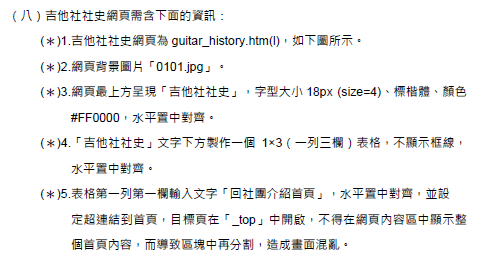 （八）吉他社社史網頁需含下面的資訊：
(＊)1.吉他社社史網頁為 guitar_history.htm(l)，如下圖所示。
(＊)2.網頁背景圖片「0101.jpg」。
(＊)3.網頁最上方呈現「吉他社社史」，字型大小 18px (size=4)、標楷體、顏色
#FF0000，水平置中對齊。
(＊)4.「吉他社社史」文字下方製作一個 1×3（一列三欄）表格，不顯示框線，
水平置中對齊。
(＊)5.表格第一列第一欄輸入文字「回社團介紹首頁」，水平置中對齊，並設
定超連結到首頁，目標頁在「_top」中開啟，不得在網頁內容區中顯示整
個首頁內容，而導致區塊中再分割，造成畫面混亂。